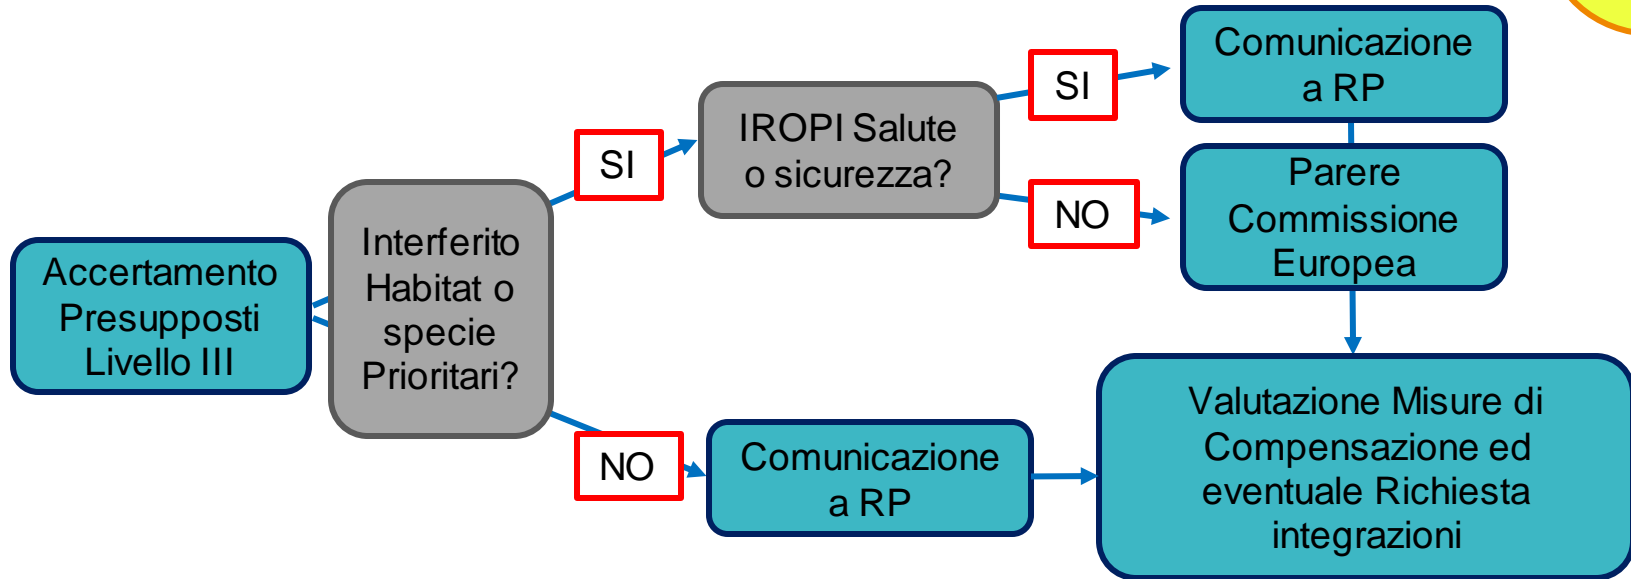 Accertamento
Presupposti
Livello III
Interferito
Habitat o
specie
Prioritari?
SI
IROPI Salute
o sicurezza?
SI
Comunicazione
a RP
NO
Parere
Commissione
Europea
NO
Comunicazione
a RP
Valutazione Misure di
Compensazione ed
eventuale Richiesta
integrazioni